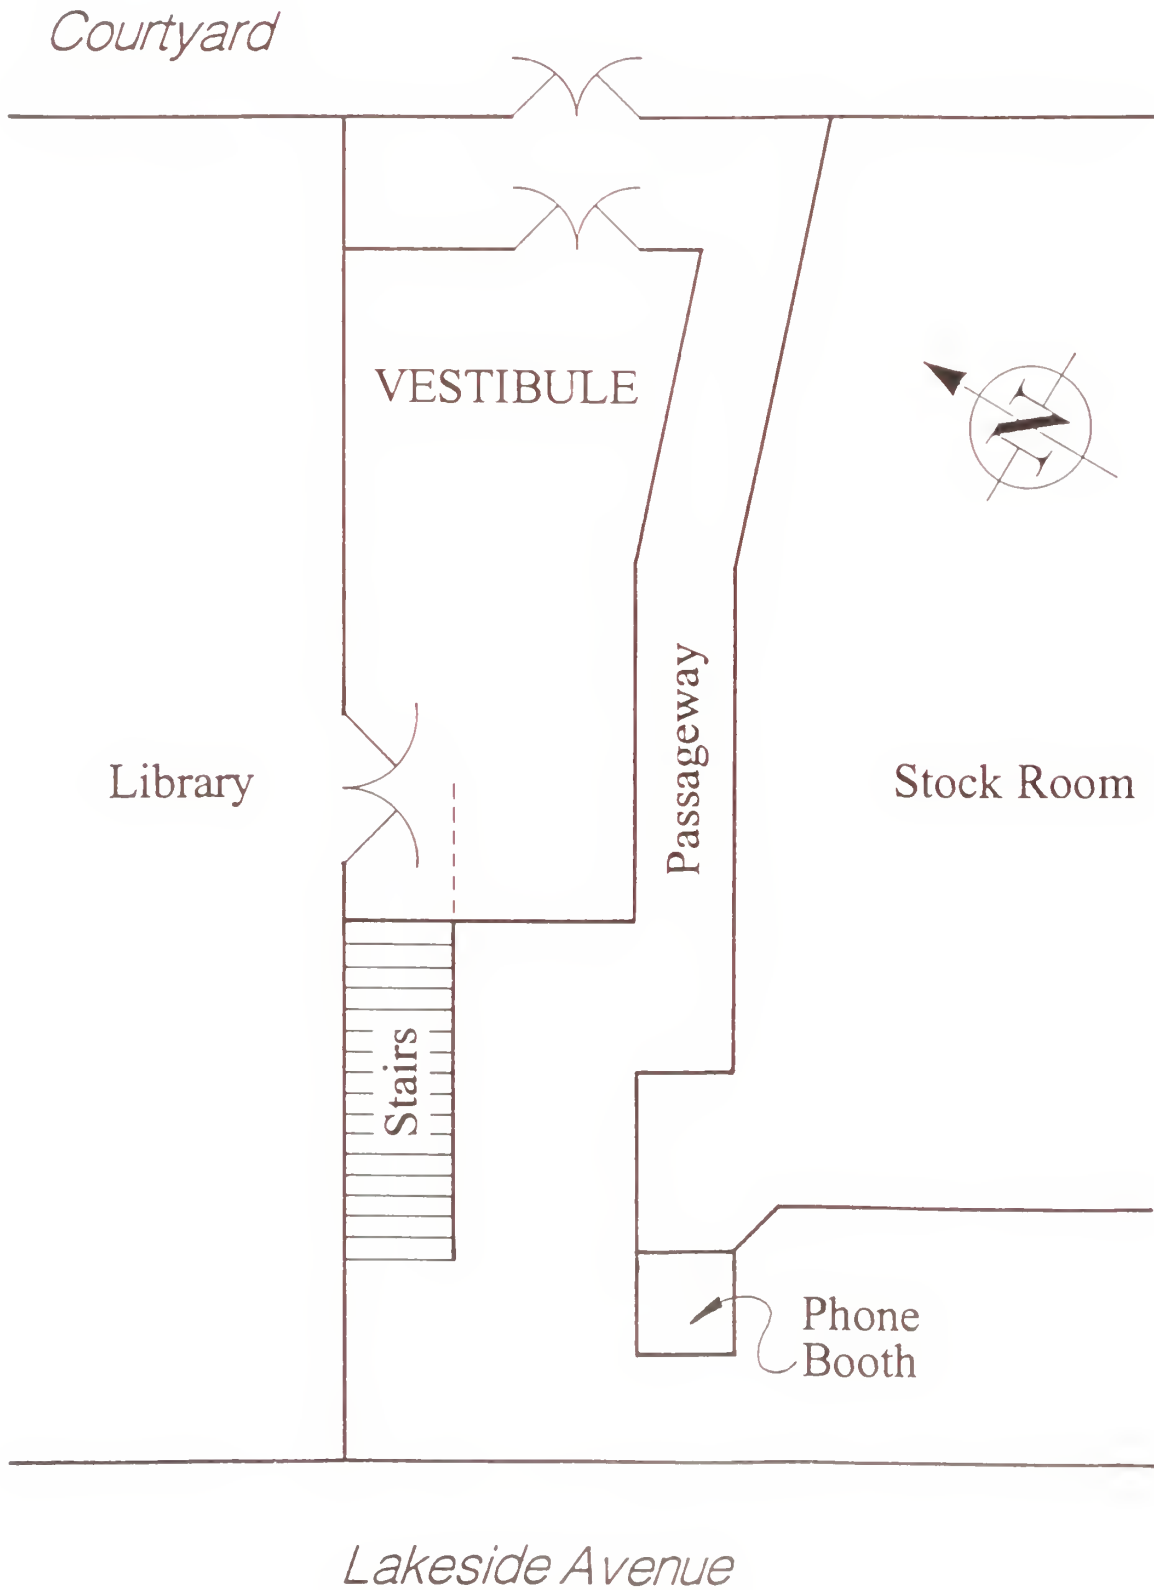 Courtyard
VESTIBULE
N
Passageway
Library
Stock Room
Stairs
Phone
Booth
Lakeside Avenue